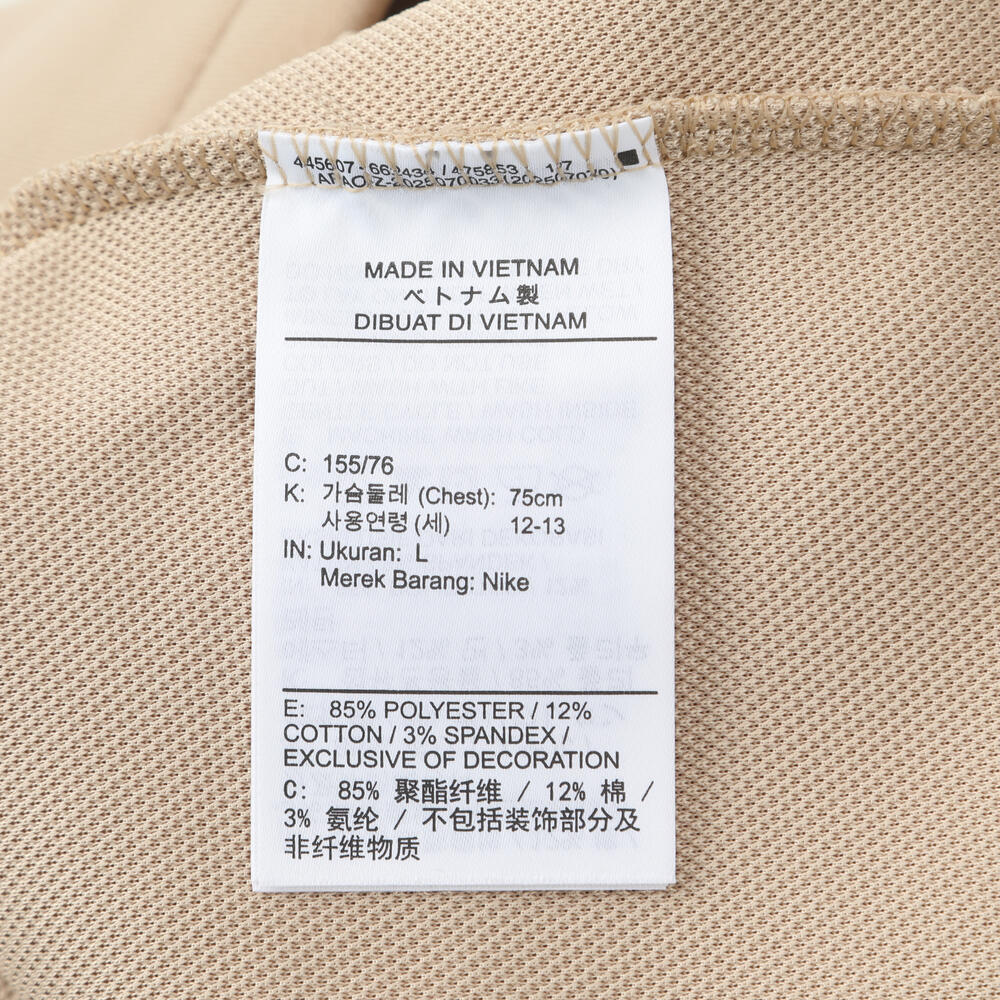 MADE IN VIETNAM
ベトナム製
DIBUAT DI VIETNAM
C: 155/76
K: 가슴둘레 (Chest): 75cm
사용연령 (세) 12-13
IN: Ukuran: L
Merek Barang: Nike
E: 85% POLYESTER / 12%
COTTON / 3% SPANDEX /
EXCLUSIVE OF DECORATION
C: 85% 聚酯纤维 / 12% 棉 /
3% 氨纶 / 不包括装饰部分及
非纤维物质